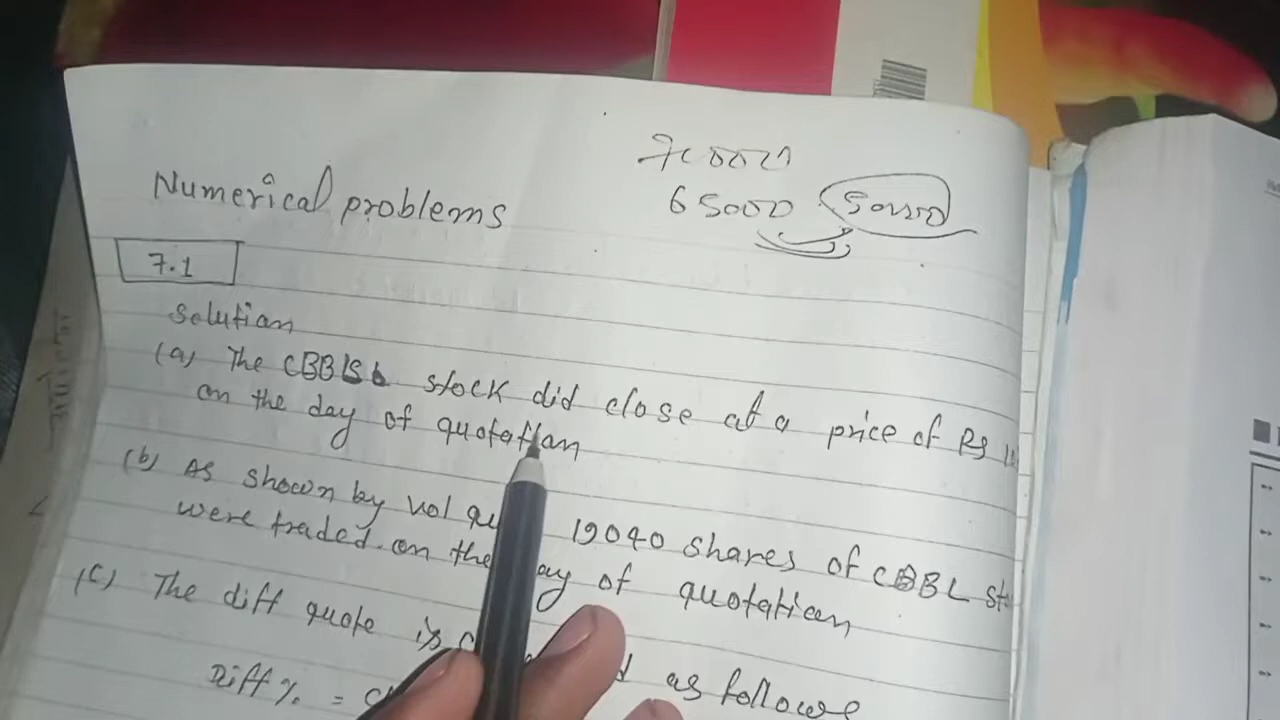 Numerical problems
65000
7.1
Solution
(a) The CBBL stock did close at a price of Rs
on the day of quotation
(b) As shown by vol 19040 shares of CBBL
were traded on the of quotation
(c) The diff quote is as follows
Diff % =